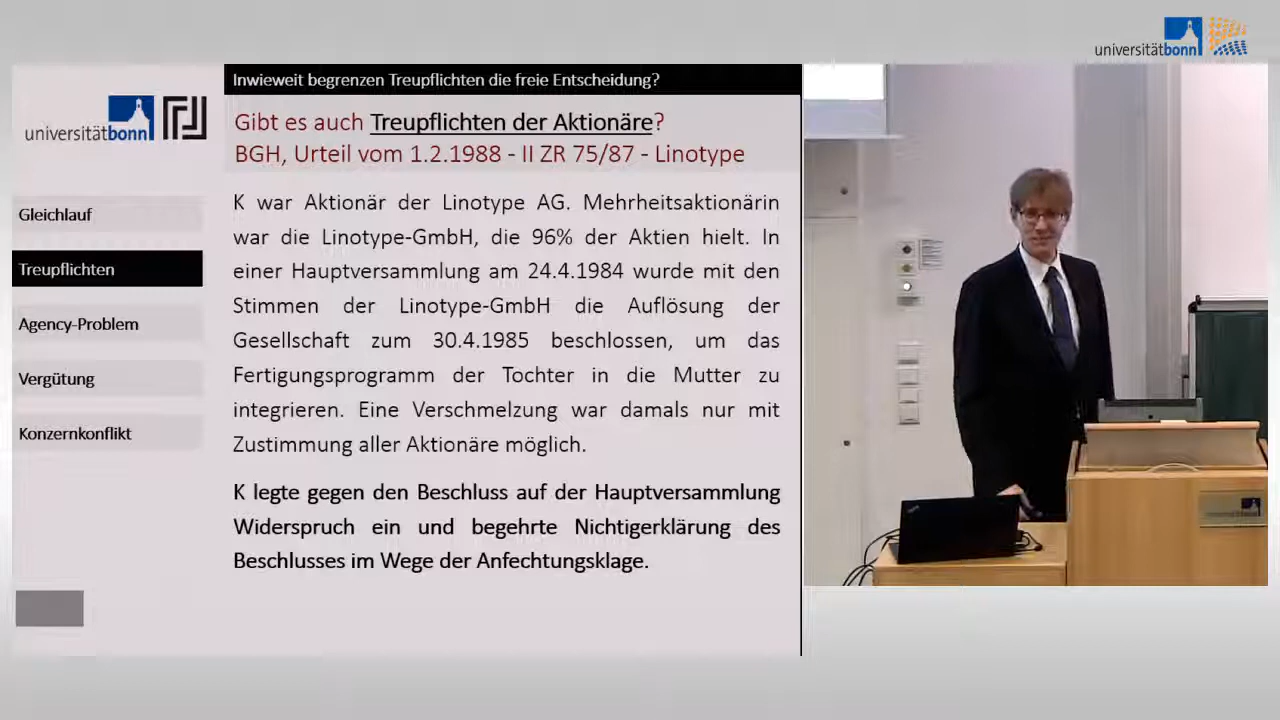 universitätbonn
Inwieweit begrenzen Treupflichten die freie Entscheidung?
universitätbonn
Gibt es auch Treupflichten der Aktionäre?
BGH, Urteil vom 1.2.1988 - II ZR 75/87 - Linotype
Gleichlauf
Treupflichten
Agency-Problem
Vergütung
Konzernkonflikt
K war Aktionär der Linotype AG. Mehrheitsaktionärin
war die Linotype-GmbH, die 96% der Aktien hielt. In
einer Hauptversammlung am 24.4.1984 wurde mit den
Stimmen der Linotype-GmbH die Auflösung der
Gesellschaft zum 30.4.1985 beschlossen, um das
Fertigungsprogramm der Tochter in die Mutter zu
integrieren. Eine Verschmelzung war damals nur mit
Zustimmung aller Aktionäre möglich.
K legte gegen den Beschluss auf der Hauptversammlung
Widerspruch ein und begehrte Nichtigerklärung des
Beschlusses im Wege der Anfechtungsklage.